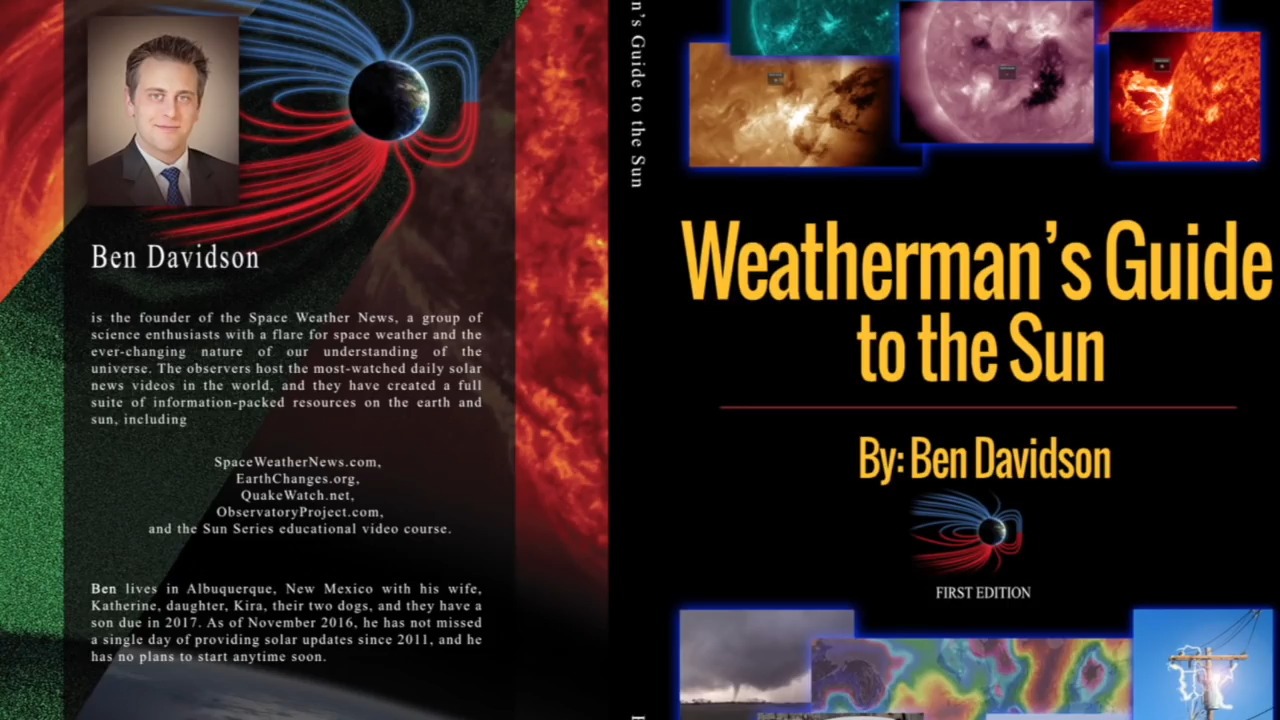 Ben Davidson
is the founder of the Space Weather News, a group of
science enthusiasts with a flare for space weather and the
ever-changing nature of our understanding of the
universe. The observers host the most-watched daily solar
news videos in the world, and they have created a full
suite of information-packed resources on the earth and
sun, including
SpaceWeatherNews.com,
EarthChanges.org,
QuakeWatch.net,
ObservatoryProject.com,
and the Sun Series educational video course.
Ben lives in Albuquerque, New Mexico with his wife,
Katherine, daughter, Kira, their two dogs, and they have a
son due in 2017. As of November 2016, he has not missed
a single day of providing solar updates since 2011, and he
has no plans to start anytime soon.
n's Guide to the Sun
Weatherman's Guide
to the Sun
By: Ben Davidson
FIRST EDITION